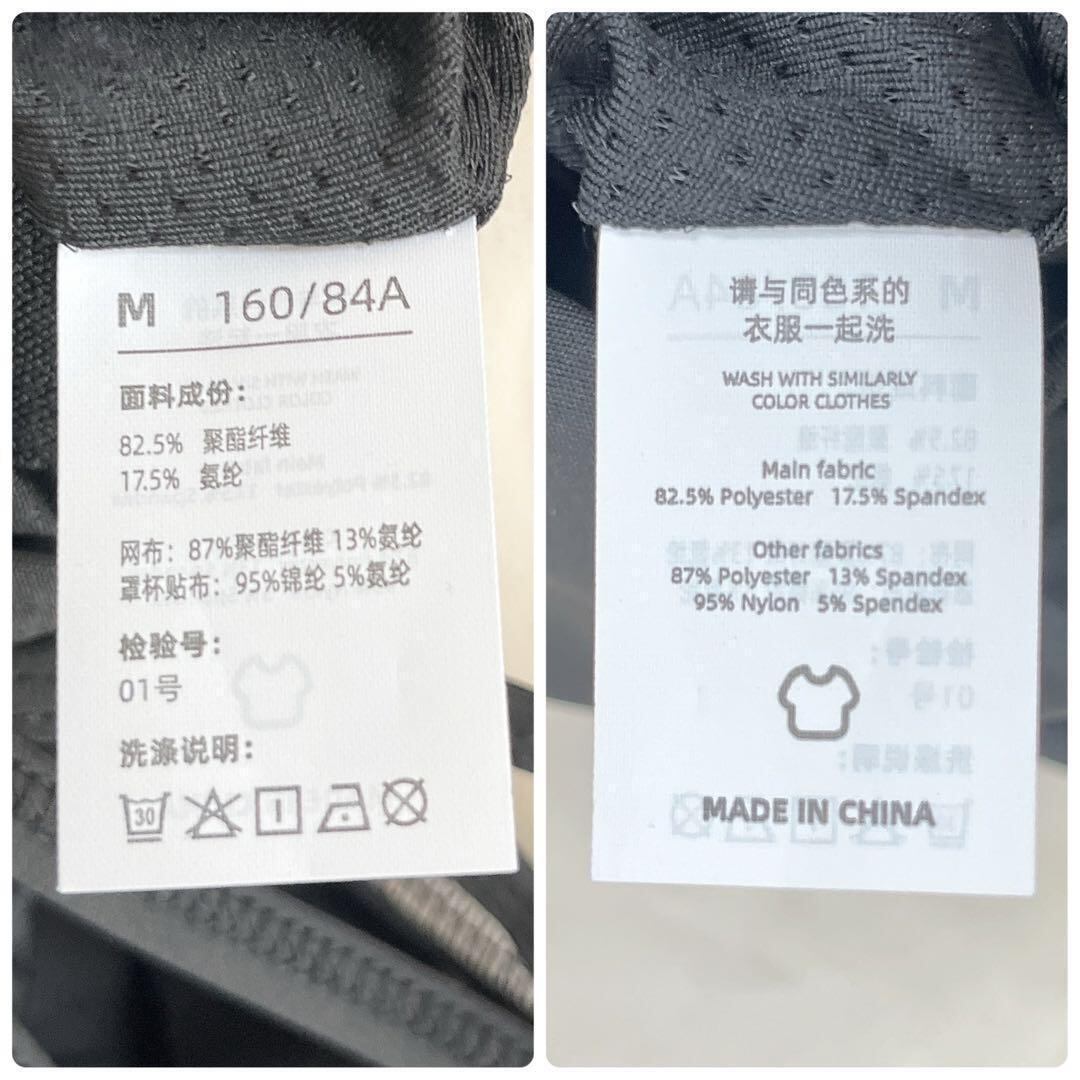 M 160/84A
面料成份：
82.5% 聚酯纤维
17.5% 氨纶
网布：87%聚酯纤维 13%氨纶
罩杯贴布：95%锦纶 5%氨纶
检验号：
01号
洗涤说明：
30
请与同色系的
衣服一起洗
WASH WITH SIMILARLY
COLOR CLOTHES
Main fabric
82.5% Polyester 17.5% Spandex
Other fabrics
87% Polyester 13% Spandex
95% Nylon 5% Spendex
MADE IN CHINA